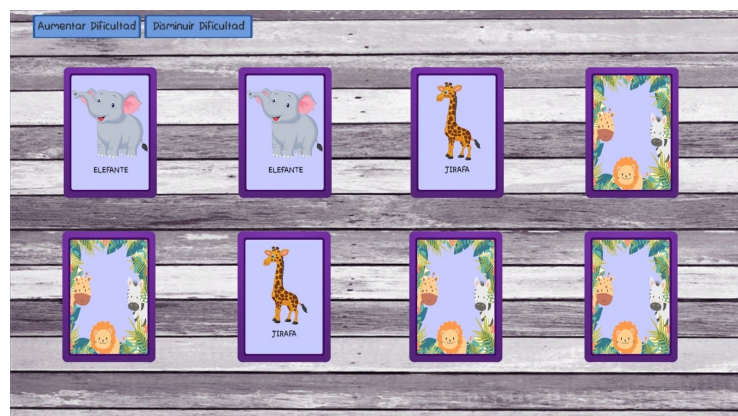 Aumentar Dificultad
Disminuir Dificultad
ELEFANTE
ELEFANTE
JIRAFA
JIRAFA